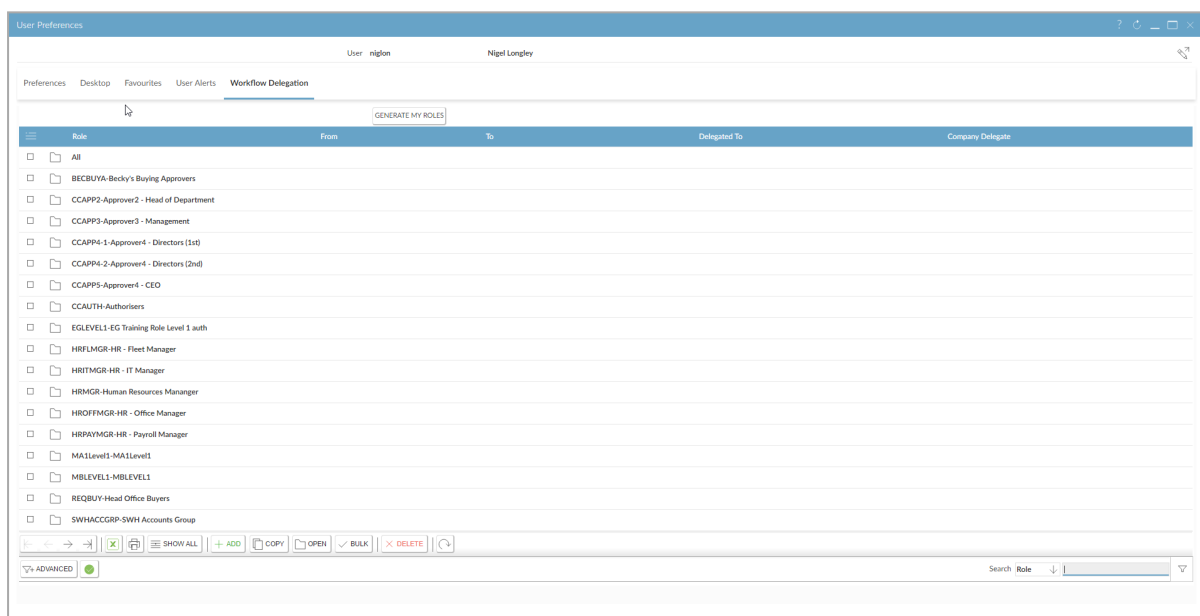 User Preferences ?
User niglon Nigel Longley
Preferences Desktop Favourites User Alerts Workflow Delegation
GENERATE MY ROLES
Role From To Delegated To Company Delegate
All
BECBUYA-Becky's Buying Approvers
CCAPP2-Approver2 - Head of Department
CCAPP3-Approver3 - Management
CCAPP4-1-Approver4 - Directors (1st)
CCAPP4-2-Approver4 - Directors (2nd)
CCAPP5-Approver4 - CEO
CCAUTH-Authorisers
EGLEVEL1-EG Training Role Level 1 auth
HRFLMGR-HR - Fleet Manager
HRITMGR-HR - IT Manager
HRMGR-Human Resources Mananger
HROFFMGR-HR - Office Manager
HRPAYMGR-HR - Payroll Manager
MA1Level1-MA1Level1
MBLEVEL1-MBLEVEL1
REQBUY-Head Office Buyers
SWHACCGRP-SWH Accounts Group
SHOW ALL ADD COPY OPEN BULK DELETE
ADVANCED Search Role